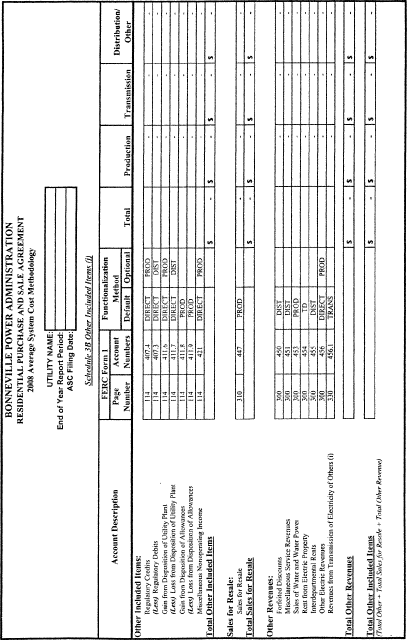 BONNEVILLE POWER ADMINISTRATION
RESIDENTIAL PURCHASE AND SALE AGREEMENT
2008 Average System Cost Methodology
UTILITY NAME:
End of Year Report Period:
ASC Filing Date:
Schedule 3B Other Included Items (i)
FERC Form 1 Functionalization
Account Description Page Number Account Numbers Method Default Optional Total Production Transmission Distribution/Other
Other Included Items:
Regulatory Credits 114 407.4 DIRECT PROD - - - -
(Less) Regulatory Debits 114 407.3 DIRECT DIST - - - -
Gain from Disposition of Utility Plant 114 411.6 DIRECT PROD - - - -
(Less) Loss from Disposition of Utility Plant 114 411.7 DIRECT DIST - - - -
Gain from Disposition of Allowances 114 411.8 PROD - - - -
(Less) Loss from Disposition of Allowances 114 411.9 PROD - - - -
Miscellaneous Nonoperating Income 114 421 DIRECT PROD - - - -
Total Other Included Items $ - $ - $ - $ -
Sales for Resale:
Sales for Resale 310 447 PROD - - - -
Total Sales for Resale $ - $ - $ - $ -
Other Revenues:
Forfeited Discounts 300 450 DIST - - - -
Miscellaneous Service Revenues 300 451 DIST - - - -
Sales of Water and Water Power 300 453 PROD - - - -
Rent from Electric Property 300 454 TD - - - -
Interdepartmental Rents 300 455 DIST - - - -
Other Electric Revenues 300 456 DIRECT PROD - - - -
Revenues from Transmission of Electricity of Others (i) 330 456.1 TRANS - - - -
Total Other Revenues $ - $ - $ - $ -
Total Other Included Items $ - $ - $ - $ -
(Total Other + Total Sales for Resale + Total Other Revenue)